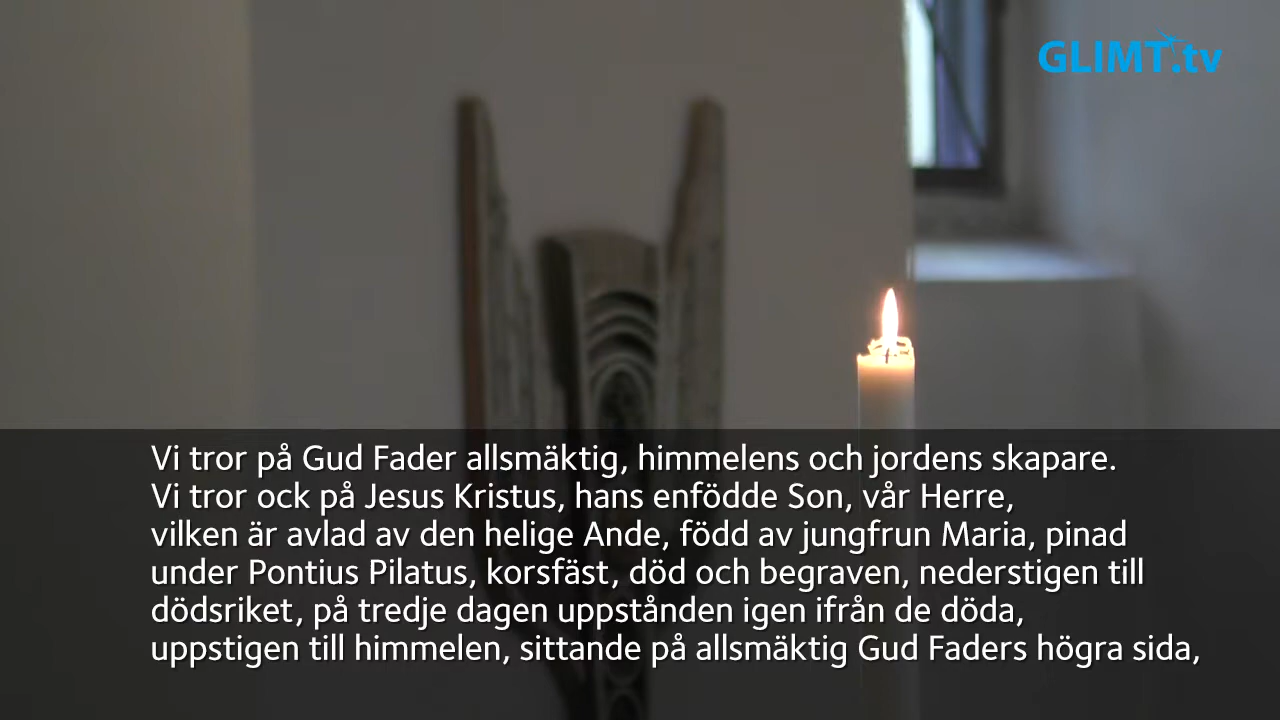 GLIMT.tv
Vi tror på Gud Fader allsmäktig, himmelens och jordens skapare.
Vi tror ock på Jesus Kristus, hans enfödde Son, vår Herre,
vilken är avlad av den helige Ande, född av jungfrun Maria, pinad
under Pontius Pilatus, korsfäst, död och begraven, nederstigen till
dödsriket, på tredje dagen uppstånden igen ifrån de döda,
uppstigen till himmelen, sittande på allsmäktig Gud Faders högra sida,